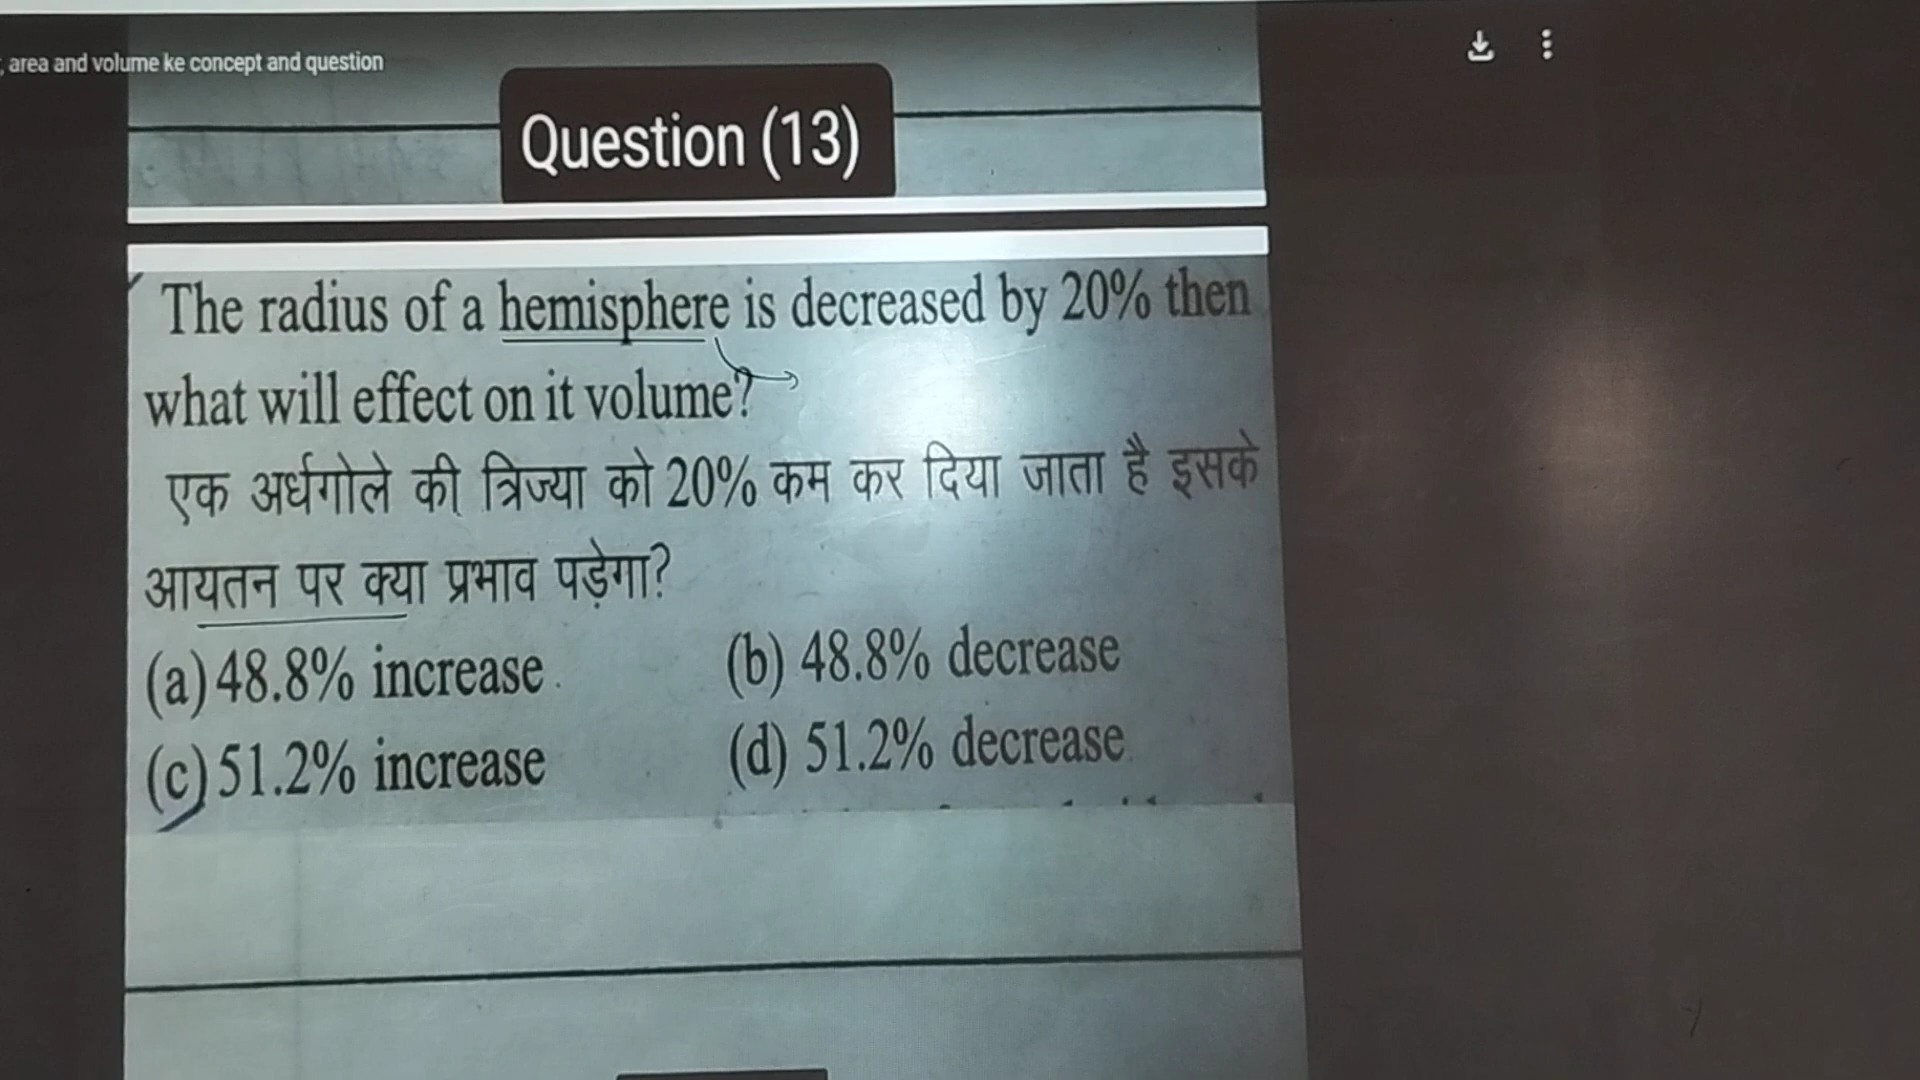 , area and volume ke concept and question
Question (13)
The radius of a hemisphere is decreased by 20% then
what will effect on it volume?
एक अर्धगोले की त्रिज्या को 20% कम कर दिया जाता है इसके
आयतन पर क्या प्रभाव पड़ेगा?
(a) 48.8% increase (b) 48.8% decrease
(c) 51.2% increase (d) 51.2% decrease